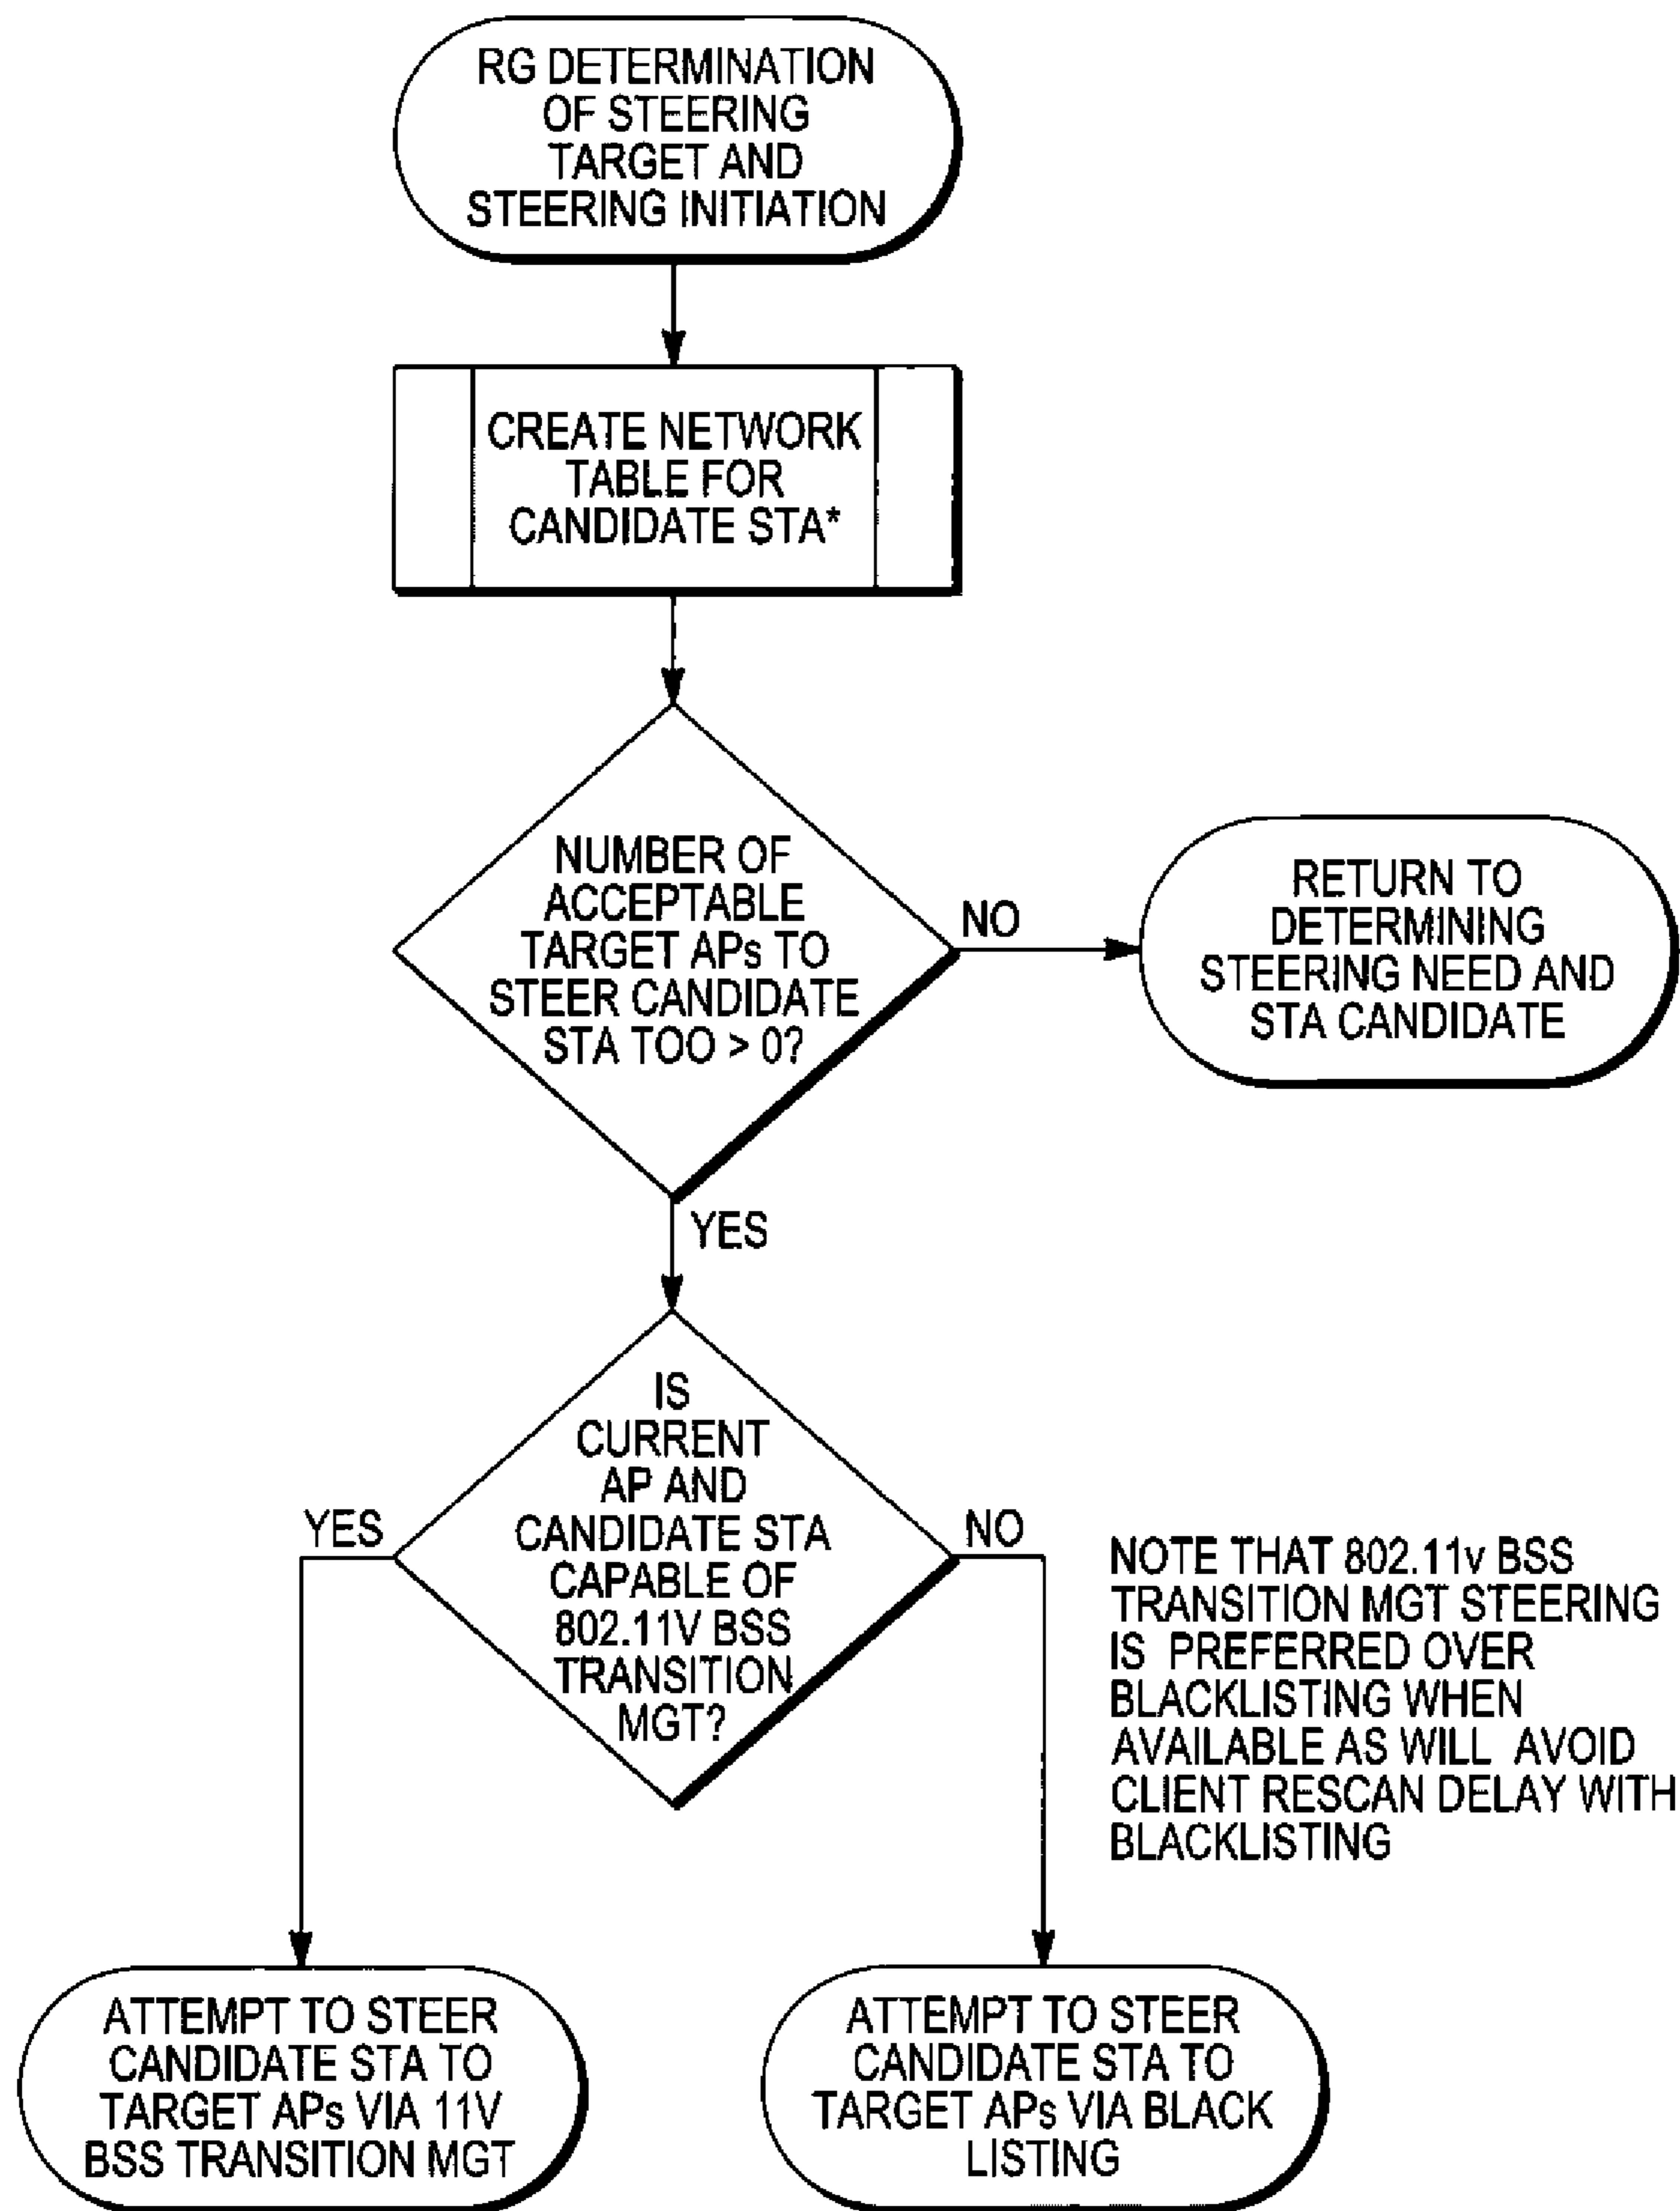 RG DETERMINATION
OF STEERING
TARGET AND
STEERING INITIATION
CREATE NETWORK
TABLE FOR
CANDIDATE STA*
NUMBER OF
ACCEPTABLE
TARGET APs TO
STEER CANDIDATE
STA TOO > 0?
NO
RETURN TO
DETERMINING
STEERING NEED AND
STA CANDIDATE
YES
IS
CURRENT
AP AND
CANDIDATE STA
CAPABLE OF
802.11V BSS
TRANSITION
MGT?
YES
NO
NOTE THAT 802.11v BSS
TRANSITION MGT STEERING
IS PREFERRED OVER
BLACKLISTING WHEN
AVAILABLE AS WILL AVOID
CLIENT RESCAN DELAY WITH
BLACKLISTING
ATTEMPT TO STEER
CANDIDATE STA TO
TARGET APs VIA 11V
BSS TRANSITION MGT
ATTEMPT TO STEER
CANDIDATE STA TO
TARGET APs VIA BLACK
LISTING